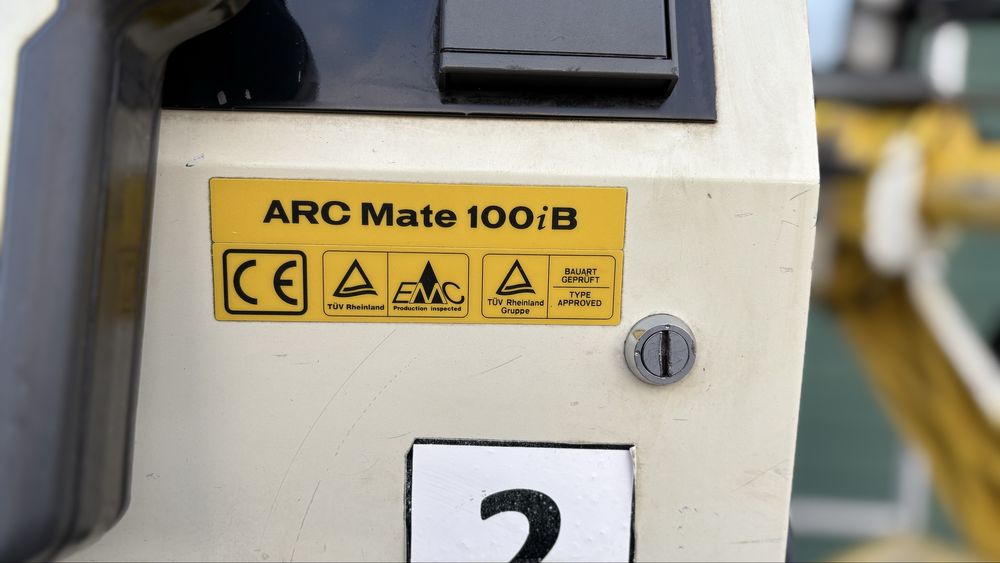 ARC Mate 100iB
CE
TÜV Rheinland
EMC
Production inspected
TÜV Rheinland
Gruppe
BAUART
GEPRÜFT
TYPE
APPROVED
2